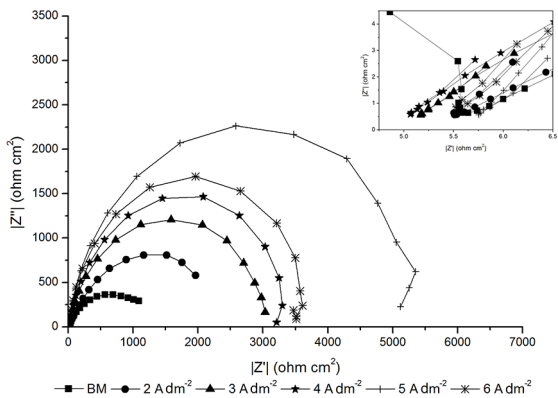 3500
3000
2500
2000
1500
1000
500
0
|Z''| (ohm cm²)
0 1000 2000 3000 4000 5000 6000 7000
|Z'| (ohm cm²)
4
3
2
1
0
|Z''| (ohm cm²)
5.0 5.5 6.0 6.5
|Z'| (ohm cm²)
BM 2 A dm⁻² 3 A dm⁻² 4 A dm⁻² 5 A dm⁻² 6 A dm⁻²